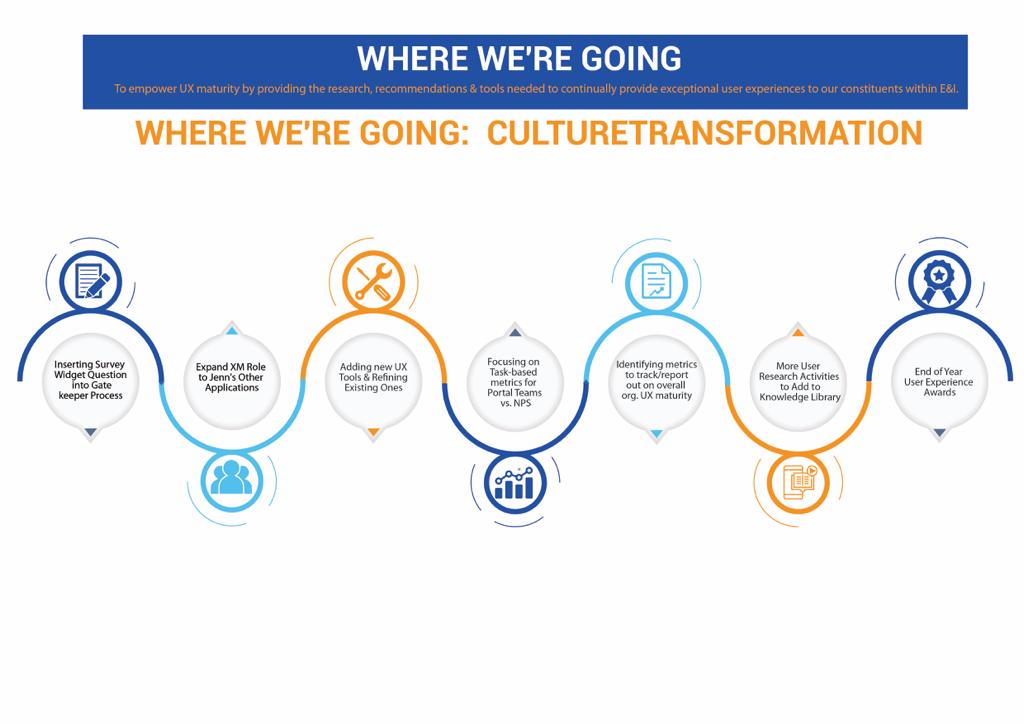 WHERE WE'RE GOING
To empower UX maturity by providing the research, recommendations & tools needed to continually provide exceptional user experiences to our constituents within E&I.
WHERE WE'RE GOING: CULTURETRANSFORMATION
Inserting Survey
Widget Question
into Gate
keeper Process
Expand XM Role
to Jenn's Other
Applications
Adding new UX
Tools & Refining
Existing Ones
Focusing on
Task-based
metrics for
Portal Teams
vs. NPS
Identifying metrics
to track/report
out on overall
org. UX maturity
More User
Research Activities
to Add to
Knowledge Library
End of Year
User Experience
Awards